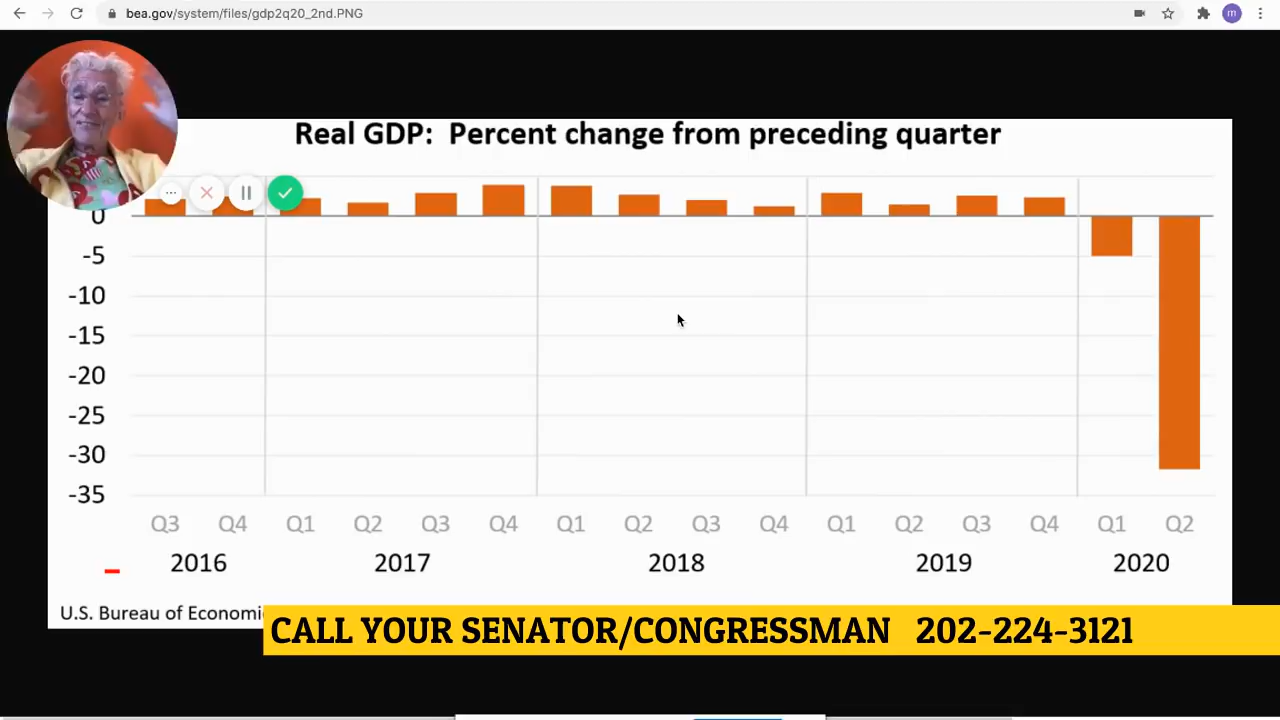 bea.gov/system/files/gdp2q20_2nd.PNG
m
Real GDP: Percent change from preceding quarter
0
-5
-10
-15
-20
-25
-30
-35
Q3 Q4 Q1 Q2 Q3 Q4 Q1 Q2 Q3 Q4 Q1 Q2 Q3 Q4 Q1 Q2
2016 2017 2018 2019 2020
U.S. Bureau of
CALL YOUR SENATOR/CONGRESSMAN 202-224-3121